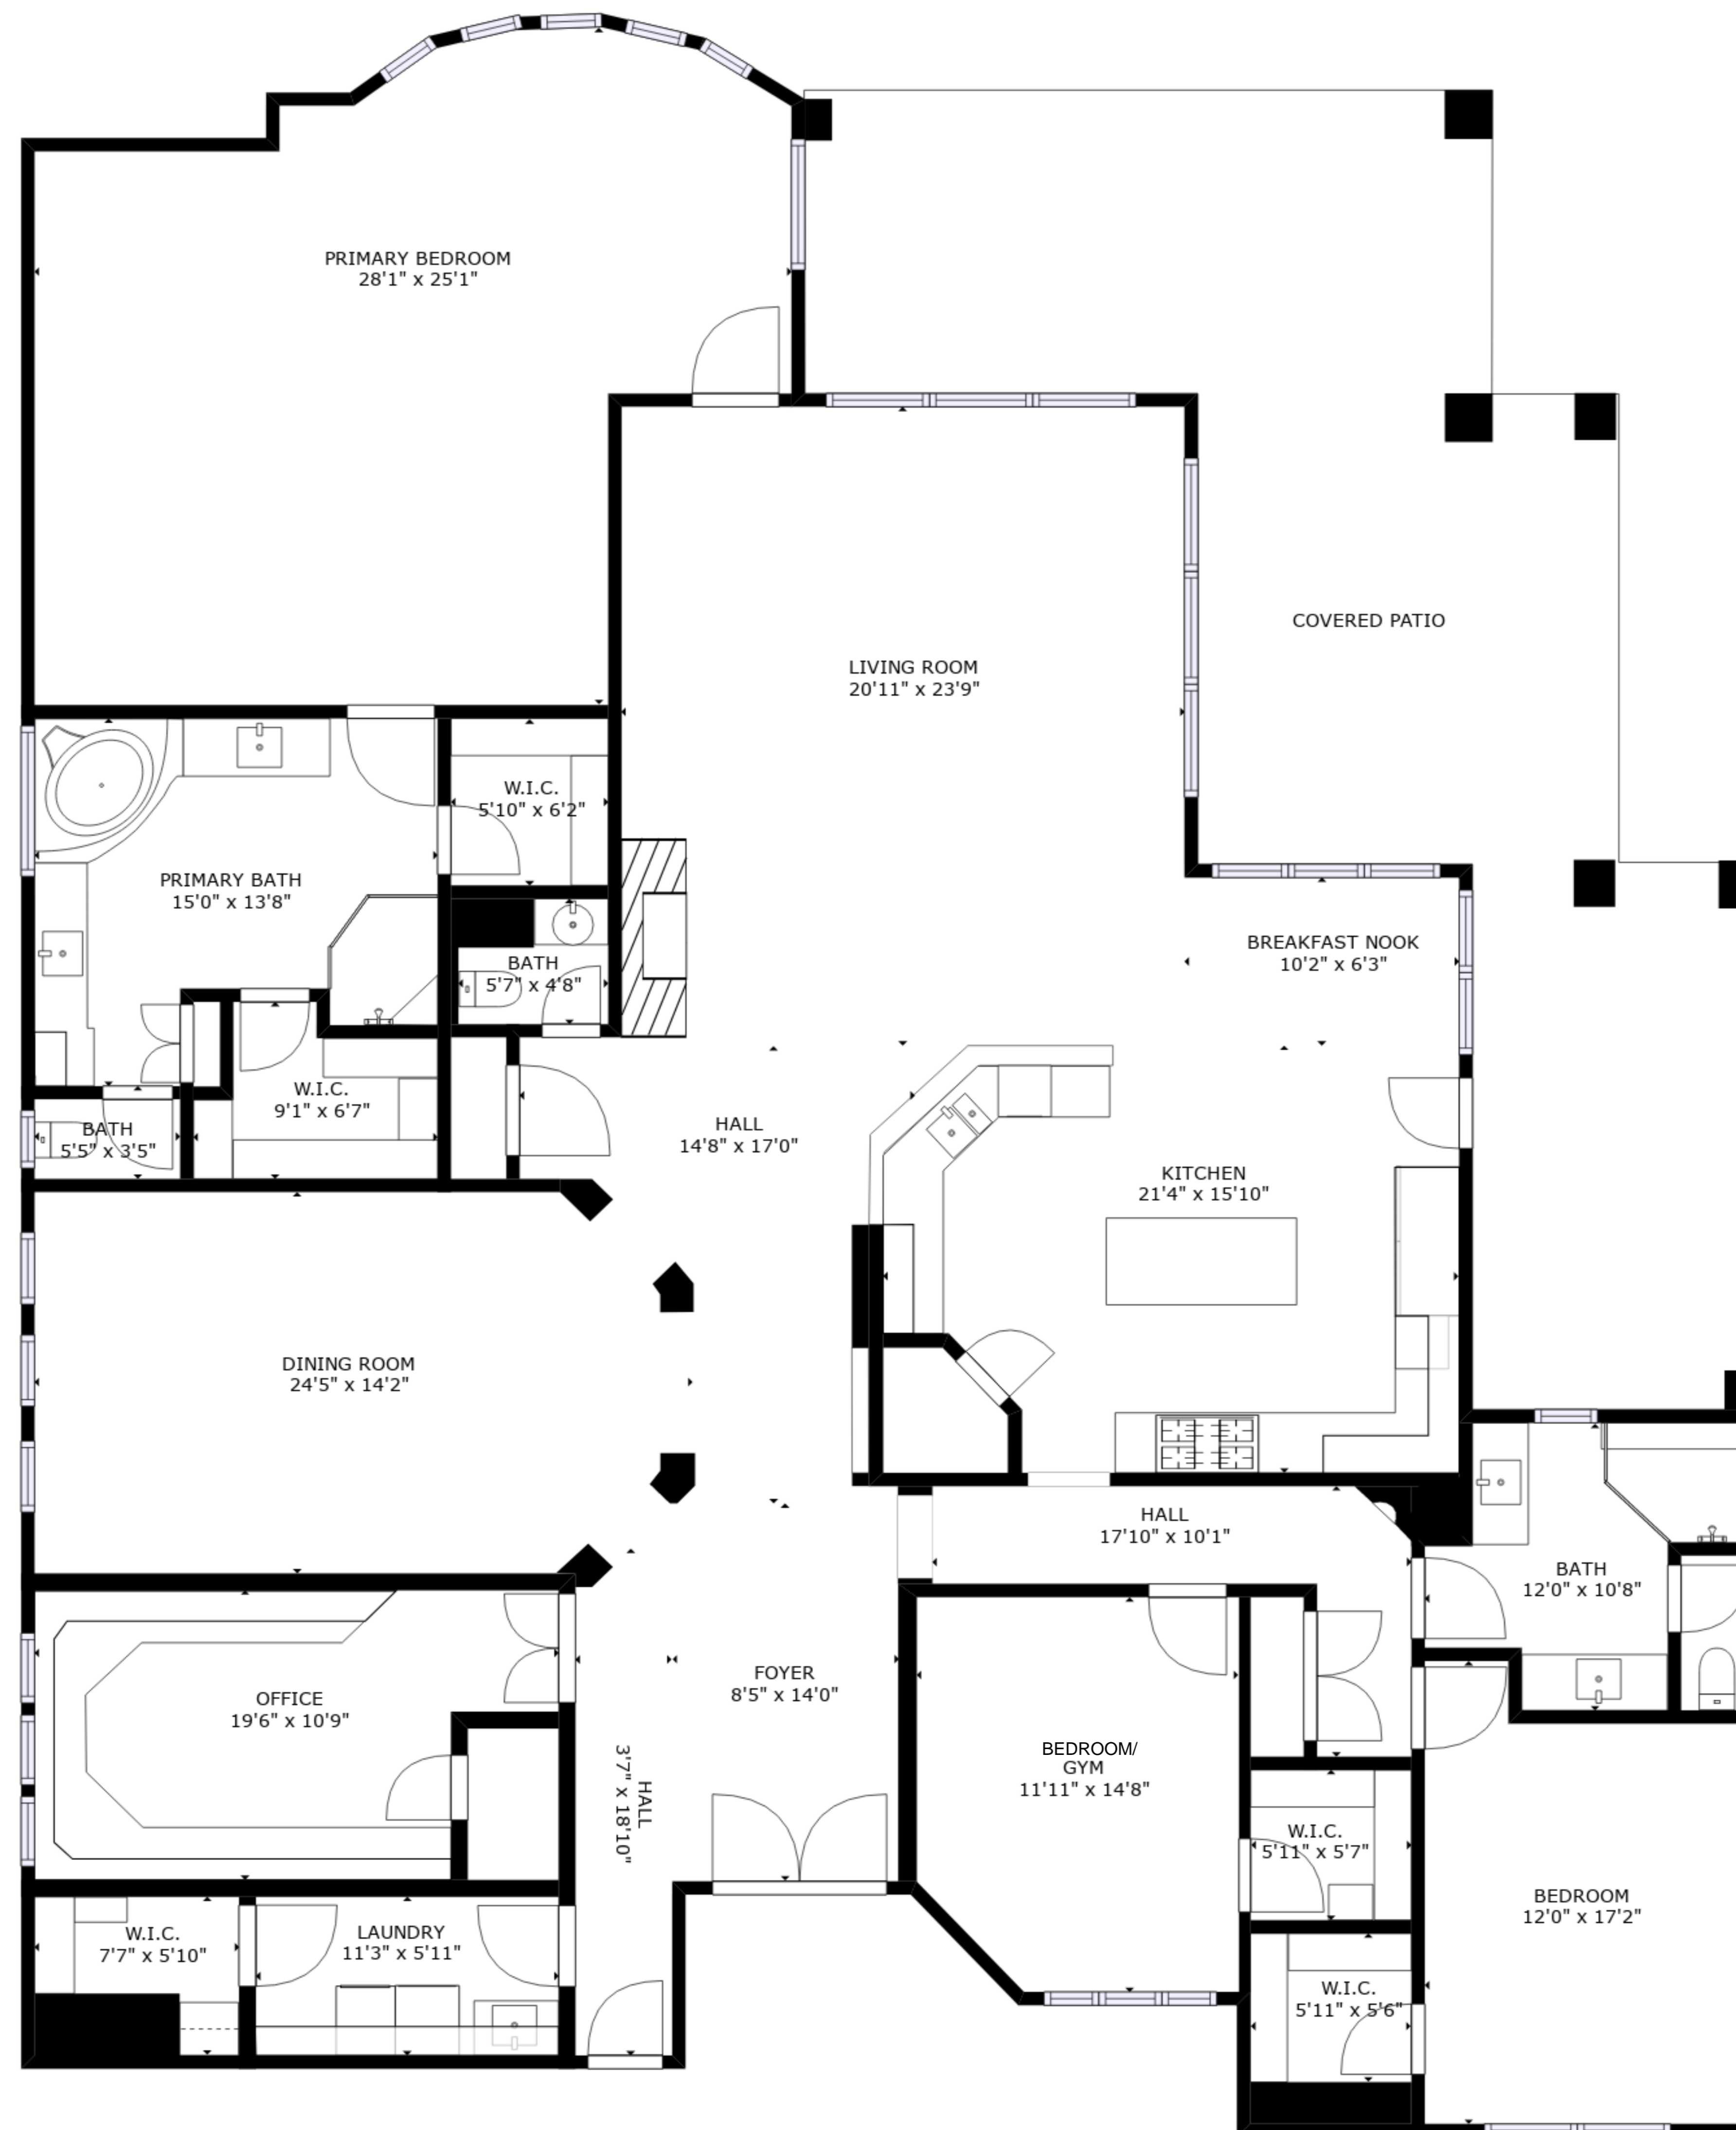 PRIMARY BEDROOM
28'1" x 25'1"
COVERED PATIO
LIVING ROOM
20'11" x 23'9"
W.I.C.
5'10" x 6'2"
PRIMARY BATH
15'0" x 13'8"
BREAKFAST NOOK
10'2" x 6'3"
BATH
5'7" x 4'8"
W.I.C.
9'1" x 6'7"
BATH
5'5" x 3'5"
HALL
14'8" x 17'0"
KITCHEN
21'4" x 15'10"
DINING ROOM
24'5" x 14'2"
HALL
17'10" x 10'1"
BATH
12'0" x 10'8"
FOYER
8'5" x 14'0"
OFFICE
19'6" x 10'9"
HALL
3'7" x 18'10"
BEDROOM/
GYM
11'11" x 14'8"
W.I.C.
5'11" x 5'7"
BEDROOM
12'0" x 17'2"
W.I.C.
7'7" x 5'10"
LAUNDRY
11'3" x 5'11"
W.I.C.
5'11" x 5'6"